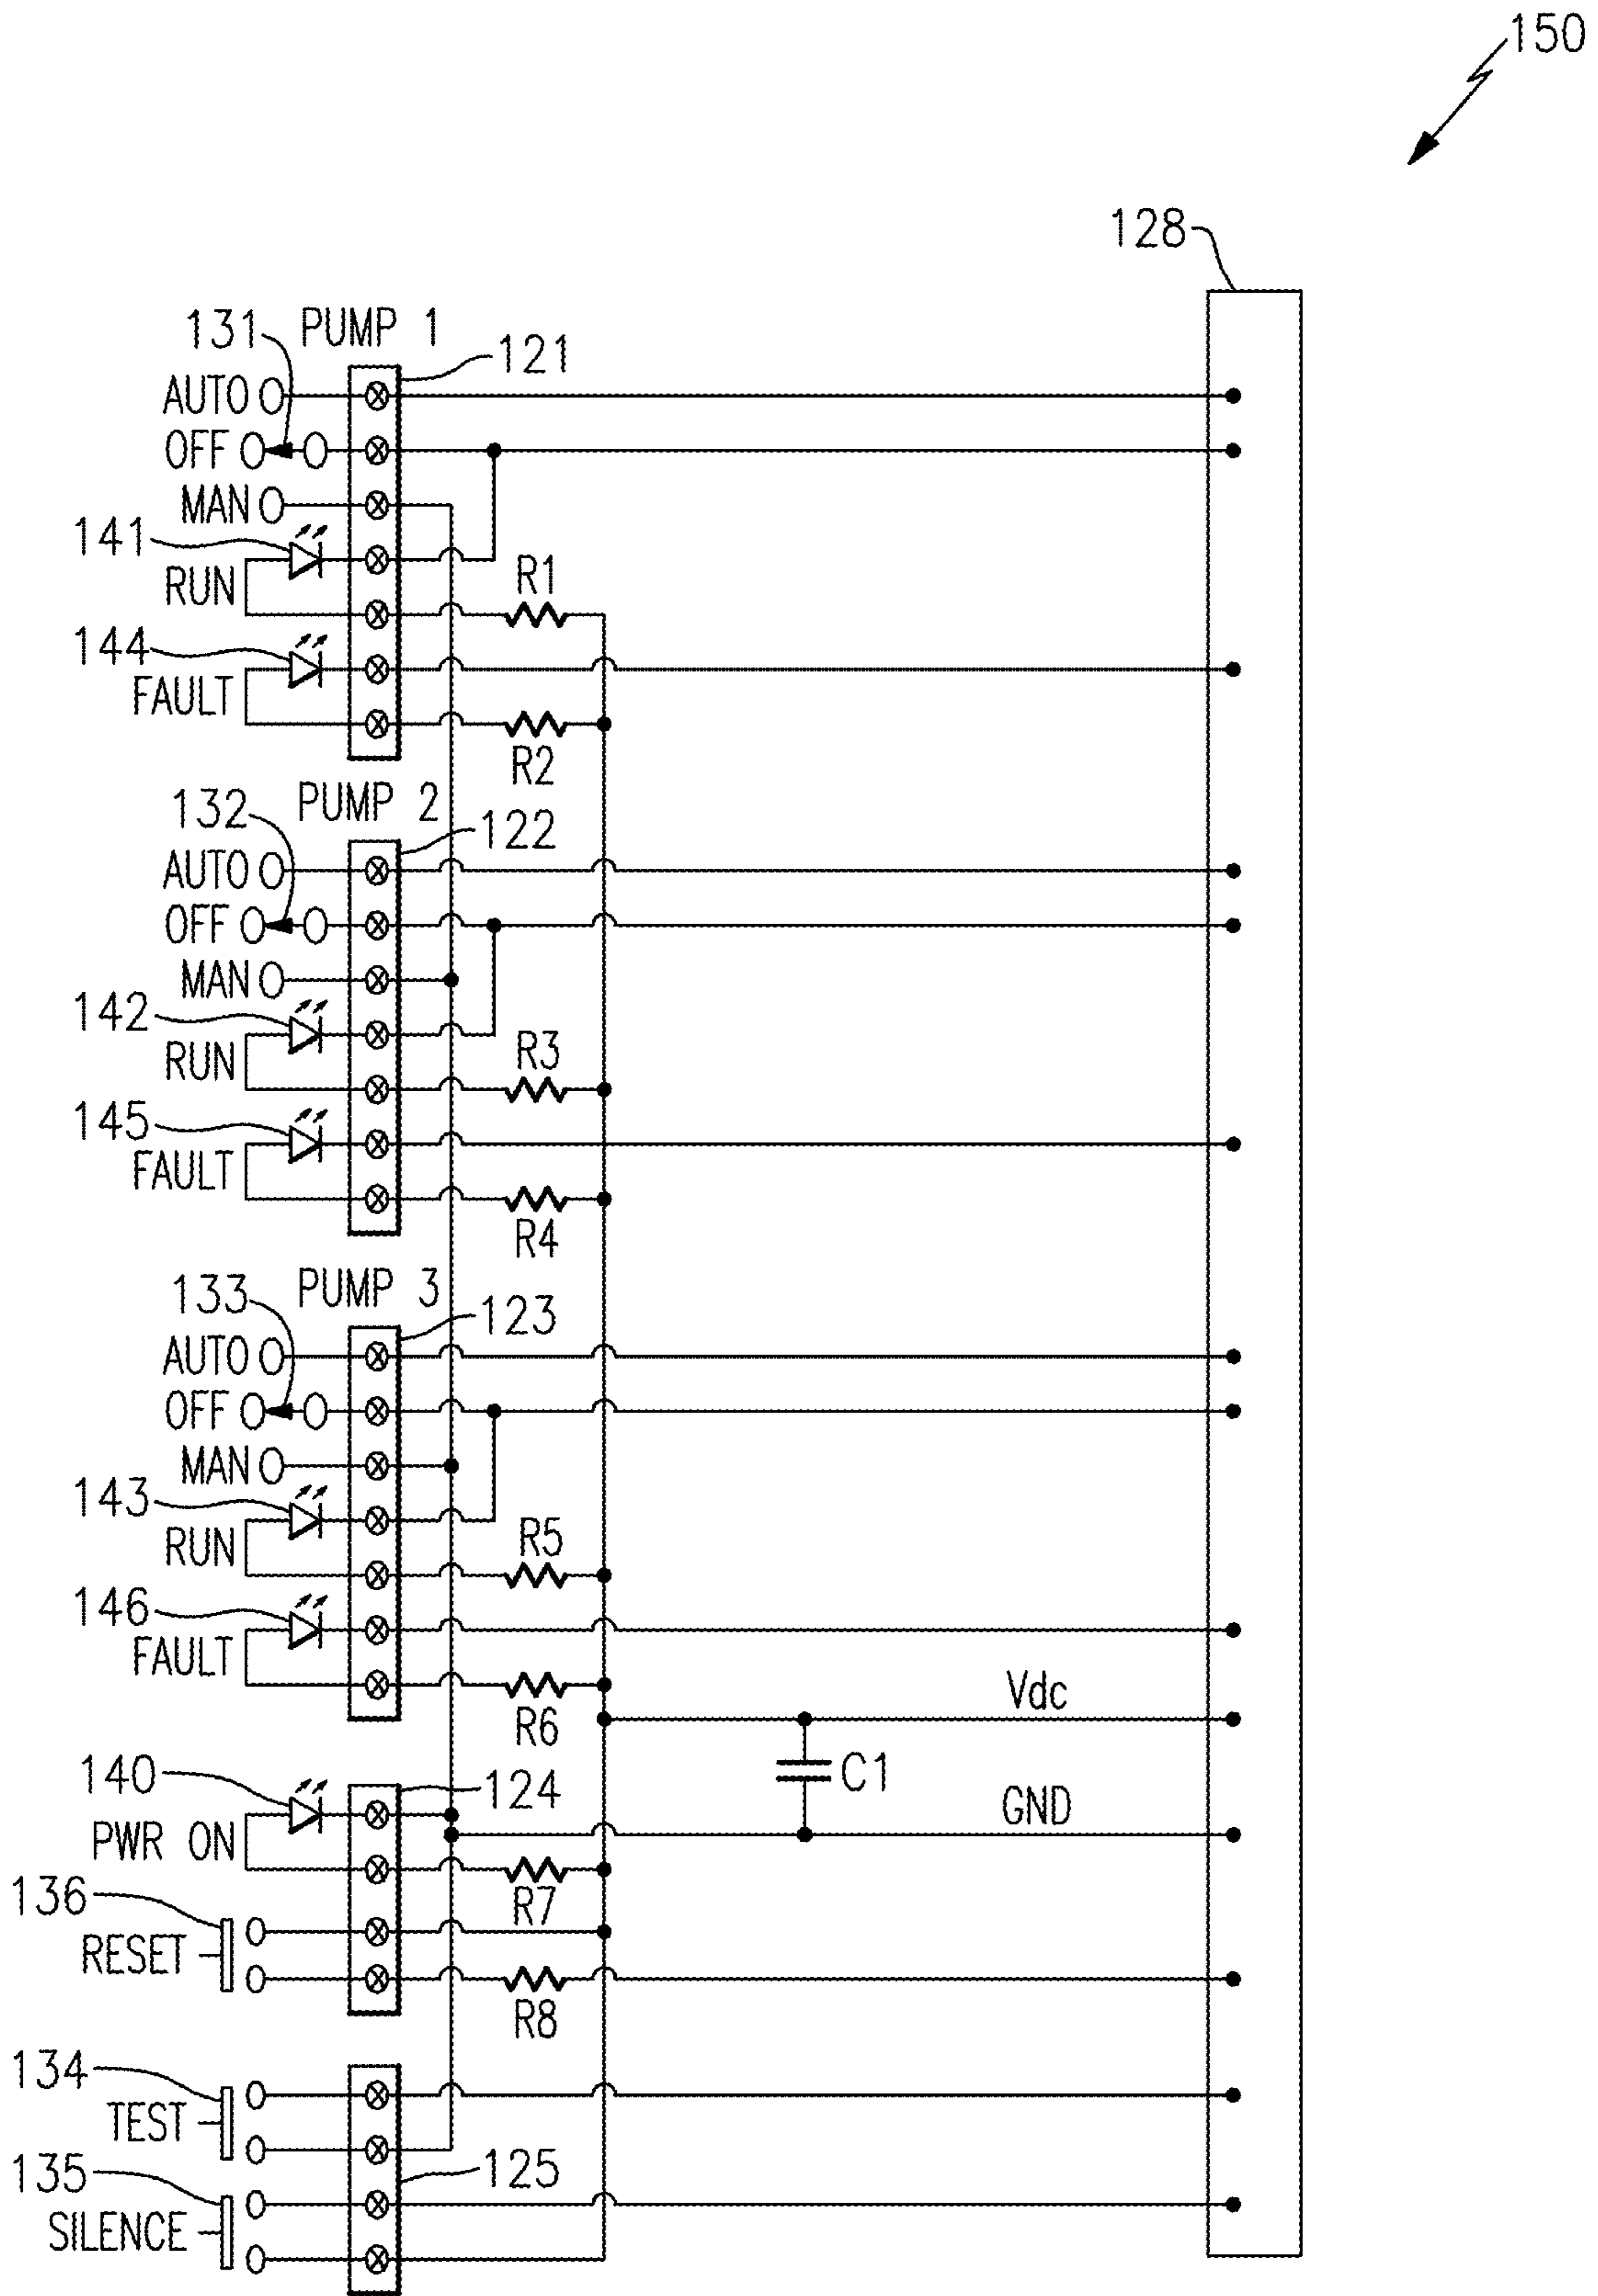 150
128
131 PUMP 1
121
AUTO
OFF
MAN
141
RUN
R1
144
FAULT
R2
132 PUMP 2
122
AUTO
OFF
MAN
142
RUN
R3
145
FAULT
R4
133 PUMP 3
123
AUTO
OFF
MAN
143
RUN
R5
146
FAULT
R6
Vdc
C1
GND
140
124
PWR ON
R7
136
RESET
R8
134
TEST
125
135
SILENCE